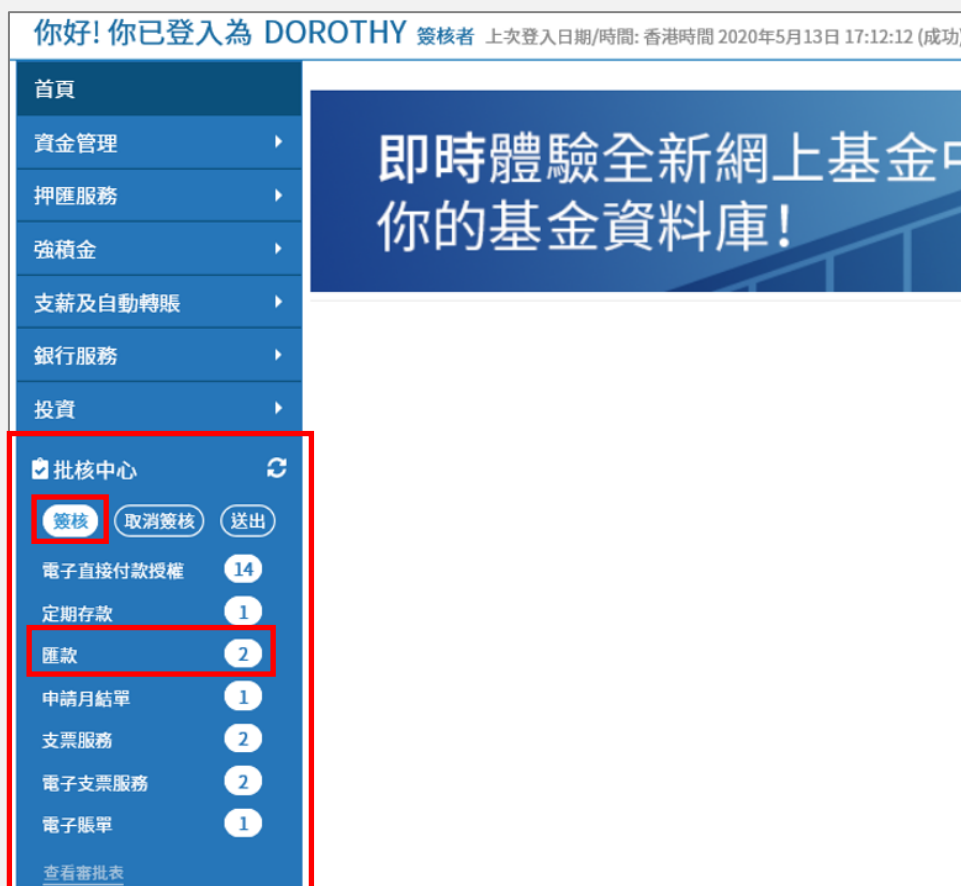 你好! 你已登入為 DOROTHY 簽核者 上次登入日期/時間: 香港時間 2020年5月13日 17:12:12 (成功)
首頁
資金管理
押匯服務
強積金
支薪及自動轉賬
銀行服務
投資
即時體驗全新網上基金中
你的基金資料庫!
批核中心
簽核 取消簽核 送出
電子直接付款授權 14
定期存款 1
匯款 2
申請月結單 1
支票服務 2
電子支票服務 2
電子賬單 1
查看審批表